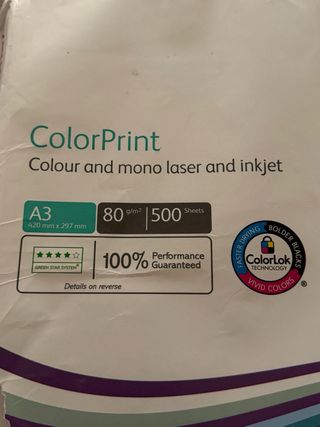 ColorPrint
Colour and mono laser and inkjet
A3
420 mm x 297 mm
80 g/m² 500 Sheets
GREEN STAR SYSTEM
100% Performance Guaranteed
Details on reverse
FASTER DRYING
BOLDER BLACKS
ColorLok
TECHNOLOGY
VIVID COLORS
®